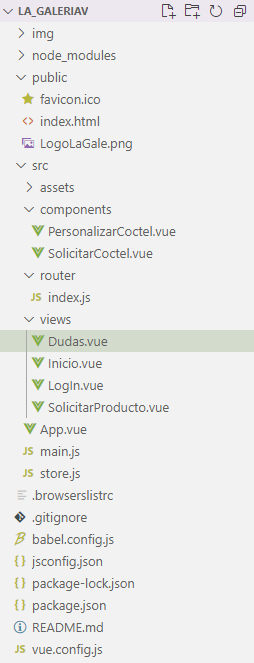 LA_GALERIAV
img
node_modules
public
favicon.ico
<> index.html
LogoLaGale.png
src
assets
components
PersonalizarCoctel.vue
SolicitarCoctel.vue
router
JS index.js
views
Dudas.vue
Inicio.vue
LogIn.vue
SolicitarProducto.vue
App.vue
JS main.js
JS store.js
.browserslistrc
.gitignore
babel.config.js
{} jsconfig.json
{} package-lock.json
{} package.json
README.md
JS vue.config.js